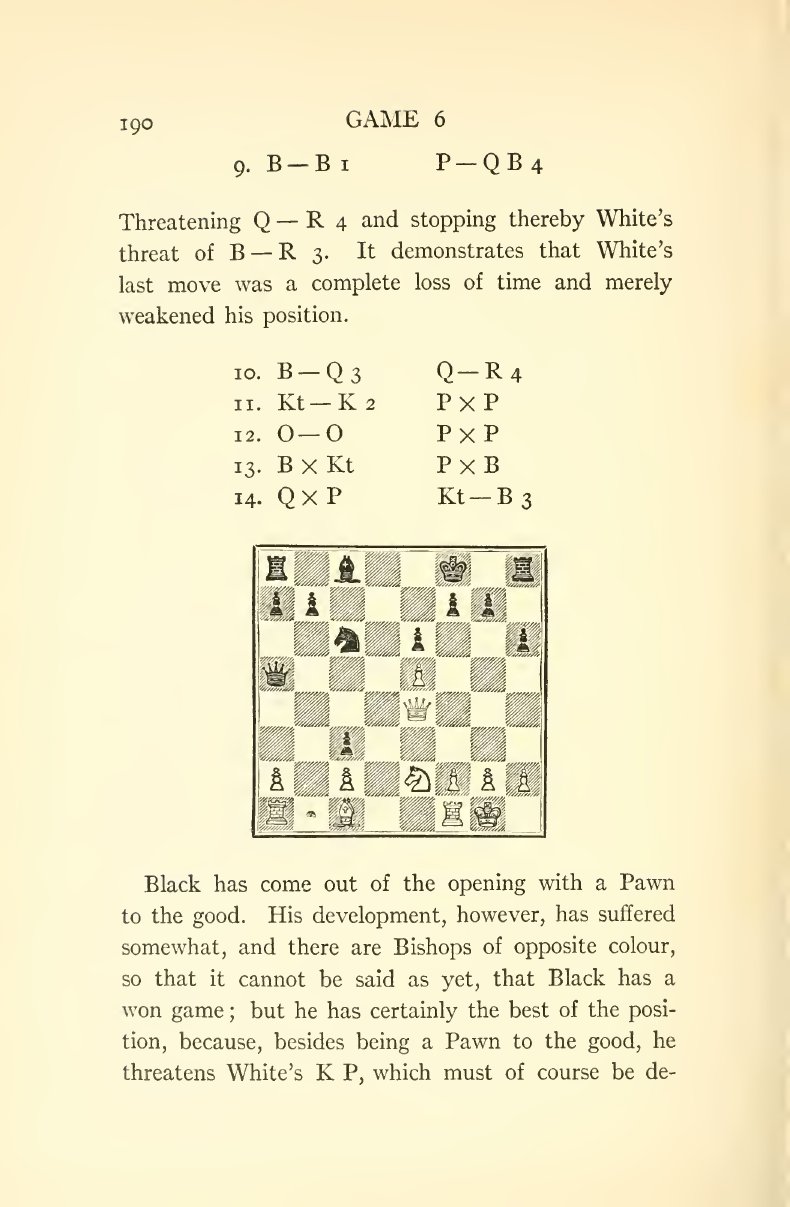 190 GAME 6
9. B — B 1 P — Q B 4
Threatening Q — R 4 and stopping thereby White's
threat of B — R 3. It demonstrates that White's
last move was a complete loss of time and merely
weakened his position.
10. B — Q 3 Q — R 4
11. Kt — K 2 P × P
12. O — O P × P
13. B × Kt P × B
14. Q × P Kt — B 3
Black has come out of the opening with a Pawn
to the good. His development, however, has suffered
somewhat, and there are Bishops of opposite colour,
so that it cannot be said as yet, that Black has a
won game; but he has certainly the best of the posi-
tion, because, besides being a Pawn to the good, he
threatens White's K P, which must of course be de-